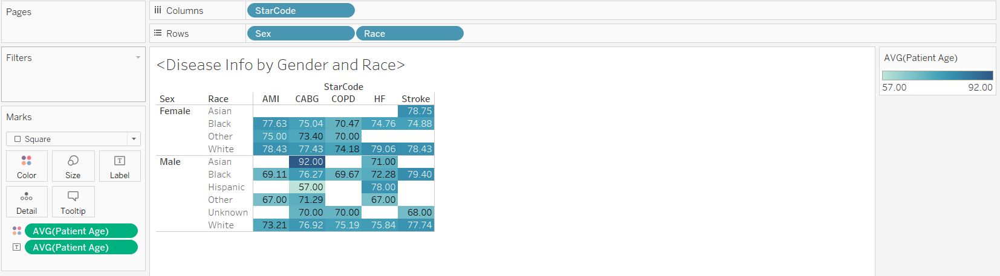 Pages
Columns
StarCode
Rows
Sex
Race
Filters
<Disease Info by Gender and Race>
StarCode
Sex Race AMI CABG COPD HF Stroke
Female Asian 78.75
Black 77.63 75.04 70.47 74.76 74.88
Other 75.00 73.40 70.00
White 78.43 77.43 74.18 79.06 78.43
Male Asian 92.00 71.00
Black 69.11 76.27 69.67 72.28 79.40
Hispanic 57.00 78.00
Other 67.00 71.29 67.00
Unknown 70.00 70.00 68.00
White 73.21 76.92 75.19 75.84 77.74
AVG(Patient Age)
57.00 92.00
Marks
Square
Color Size Label
Detail Tooltip
AVG(Patient Age)
AVG(Patient Age)